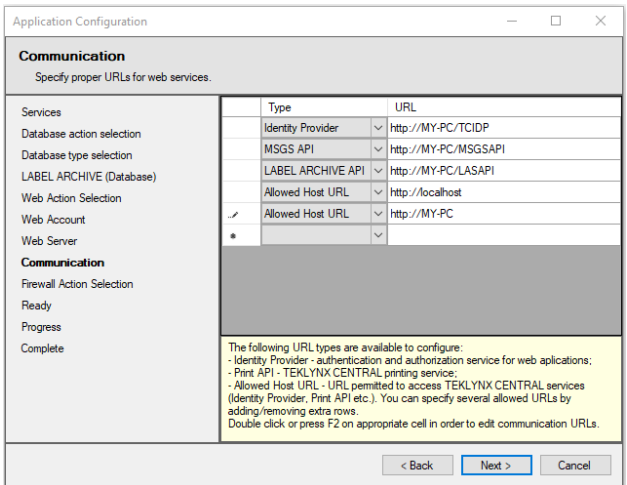 Application Configuration
Communication
Specify proper URLs for web services.
Services
Database action selection
Database type selection
LABEL ARCHIVE (Database)
Web Action Selection
Web Account
Web Server
Communication
Firewall Action Selection
Ready
Progress
Complete
Type URL
Identity Provider http://MY-PC/TCIDP
MSGS API http://MY-PC/MSGSAPI
LABEL ARCHIVE API http://MY-PC/LASAPI
Allowed Host URL http://localhost
Allowed Host URL http://MY-PC
The following URL types are available to configure:
- Identity Provider - authentication and authorization service for web aplications;
- Print API - TEKLYNX CENTRAL printing service;
- Allowed Host URL - URL permitted to access TEKLYNX CENTRAL services
(Identity Provider, Print API etc.). You can specify several allowed URLs by
adding/removing extra rows.
Double click or press F2 on appropriate cell in order to edit communication URLs.
< Back Next > Cancel